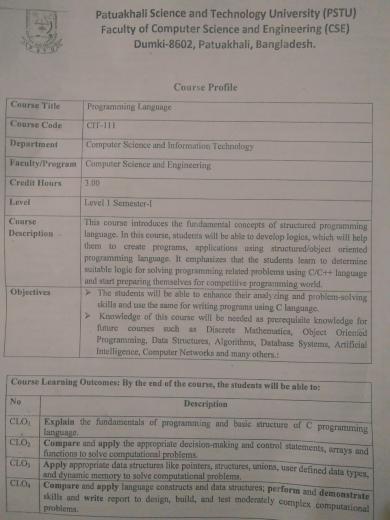 Patuakhali Science and Technology University (PSTU)
Faculty of Computer Science and Engineering (CSE)
Dumki-8602, Patuakhali, Bangladesh.
Course Profile
Course Title Programming Language
Course Code CIT-111
Department Computer Science and Information Technology
Faculty/Program Computer Science and Engineering
Credit Hours 3.00
Level Level 1 Semester-I
Course Description This course introduces the fundamental concepts of structured programming
language. In this course, students will be able to develop logics, which will help
them to create programs, applications using structured/object oriented
programming language. It emphasizes that the students learn to determine
suitable logic for solving programming related problems using C/C++ language
and start preparing themselves for competitive programming world.
Objectives ➢ The students will be able to enhance their analyzing and problem-solving
skills and use the same for writing programs using C language.
➢ Knowledge of this course will be needed as prerequisite knowledge for
future courses such as Discrete Mathematics, Object Oriented
Programming, Data Structures, Algorithms, Database Systems, Artificial
Intelligence, Computer Networks and many others.:
Course Learning Outcomes: By the end of the course, the students will be able to:
No Description
CLO₁ Explain the fundamentals of programming and basic structure of C programming
language.
CLO₂ Compare and apply the appropriate decision-making and control statements, arrays and
functions to solve computational problems.
CLO₃ Apply appropriate data structures like pointers, structures, unions, user defined data types,
and dynamic memory to solve computational problems.
CLO₄ Compare and apply language constructs and data structures; perform and demonstrate
skills and write report to design, build, and test moderately complex computational
problems.